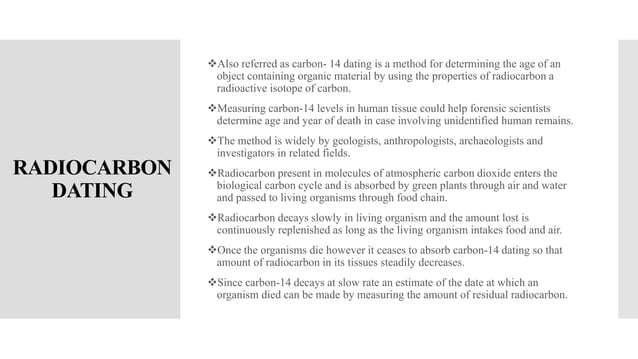 RADIOCARBON
DATING
❖Also referred as carbon- 14 dating is a method for determining the age of an
object containing organic material by using the properties of radiocarbon a
radioactive isotope of carbon.
❖Measuring carbon-14 levels in human tissue could help forensic scientists
determine age and year of death in case involving unidentified human remains.
❖The method is widely by geologists, anthropologists, archaeologists and
investigators in related fields.
❖Radiocarbon present in molecules of atmospheric carbon dioxide enters the
biological carbon cycle and is absorbed by green plants through air and water
and passed to living organisms through food chain.
❖Radiocarbon decays slowly in living organism and the amount lost is
continuously replenished as long as the living organism intakes food and air.
❖Once the organisms die however it ceases to absorb carbon-14 dating so that
amount of radiocarbon in its tissues steadily decreases.
❖Since carbon-14 decays at slow rate an estimate of the date at which an
organism died can be made by measuring the amount of residual radiocarbon.